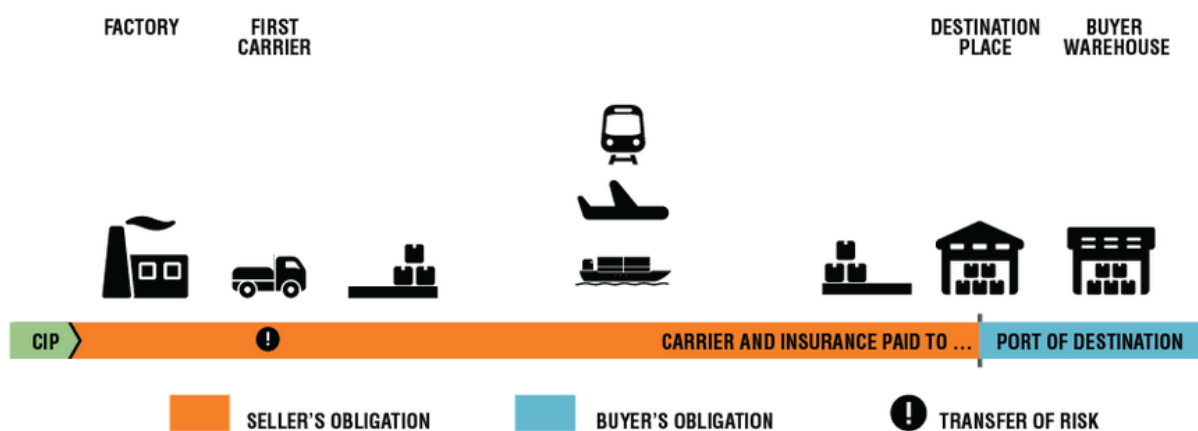 FACTORY
FIRST
CARRIER
DESTINATION
PLACE
BUYER
WAREHOUSE
CIP
!
CARRIER AND INSURANCE PAID TO ...
PORT OF DESTINATION
SELLER'S OBLIGATION
BUYER'S OBLIGATION
!
TRANSFER OF RISK